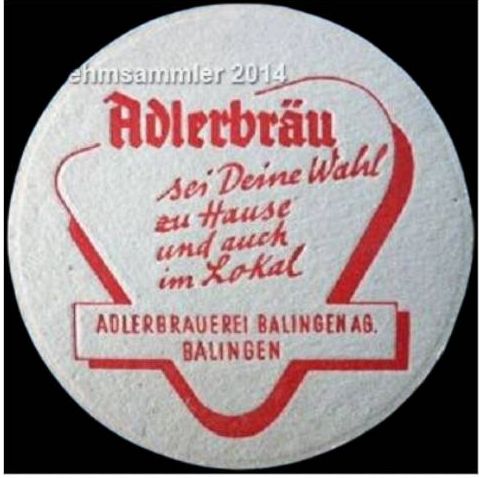 ehmsammler 2014
Adlerbräu
sei Deine Wahl
zu Hause
und auch
im Lokal
ADLERBRAUEREI BALINGEN AG.
BALINGEN